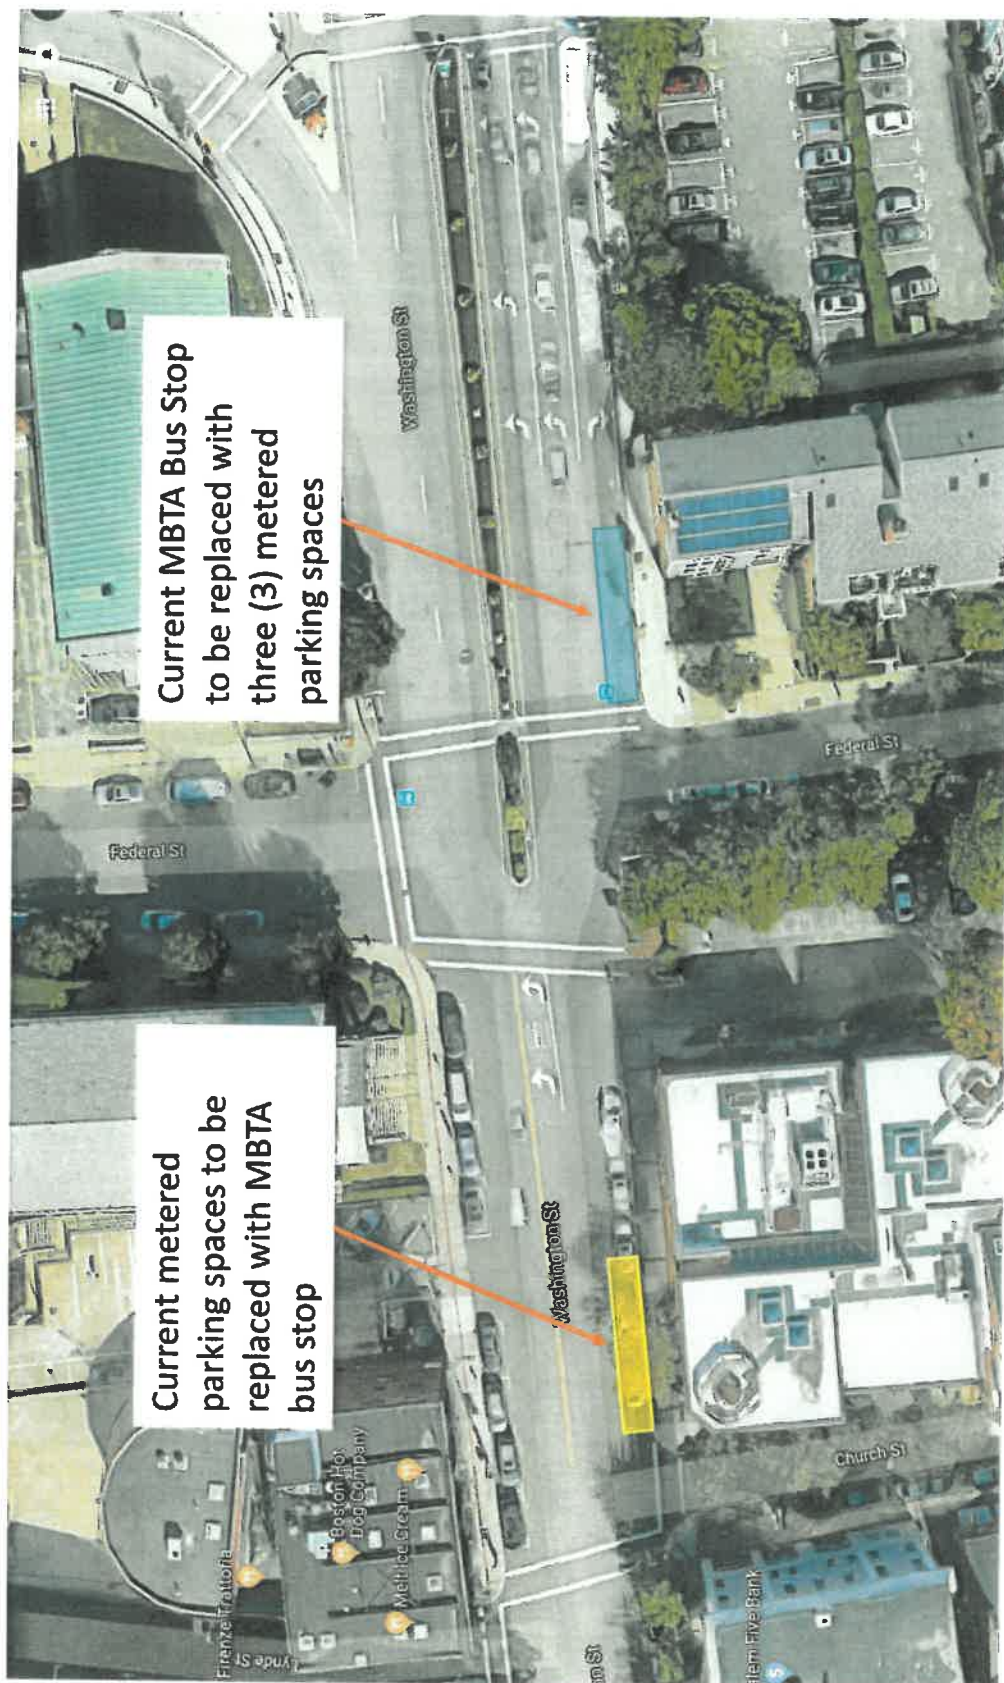 Current metered
parking spaces to be
replaced with MBTA
bus stop
Current MBTA Bus Stop
to be replaced with
three (3) metered
parking spaces
Firenze Trattoria
Lynde St
Boston Hot
Dog Company
Melt Ice Cream
Federal St
Washington St
Washington St
Church St
Federal St
Five Bank
S